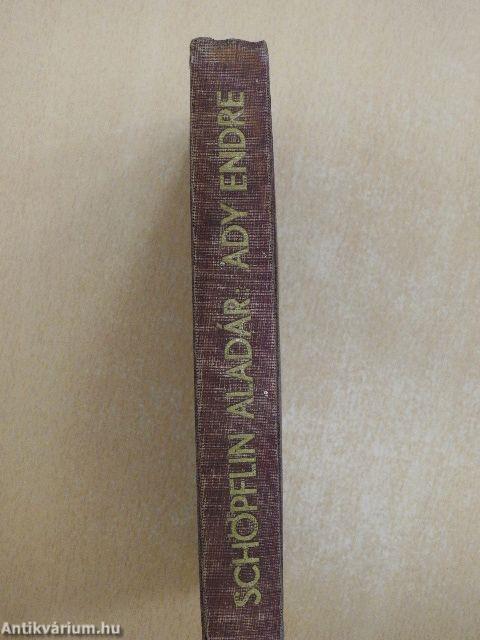 SCHÖPFLIN ALADÁR: ADY ENDRE
Antikvárium.hu